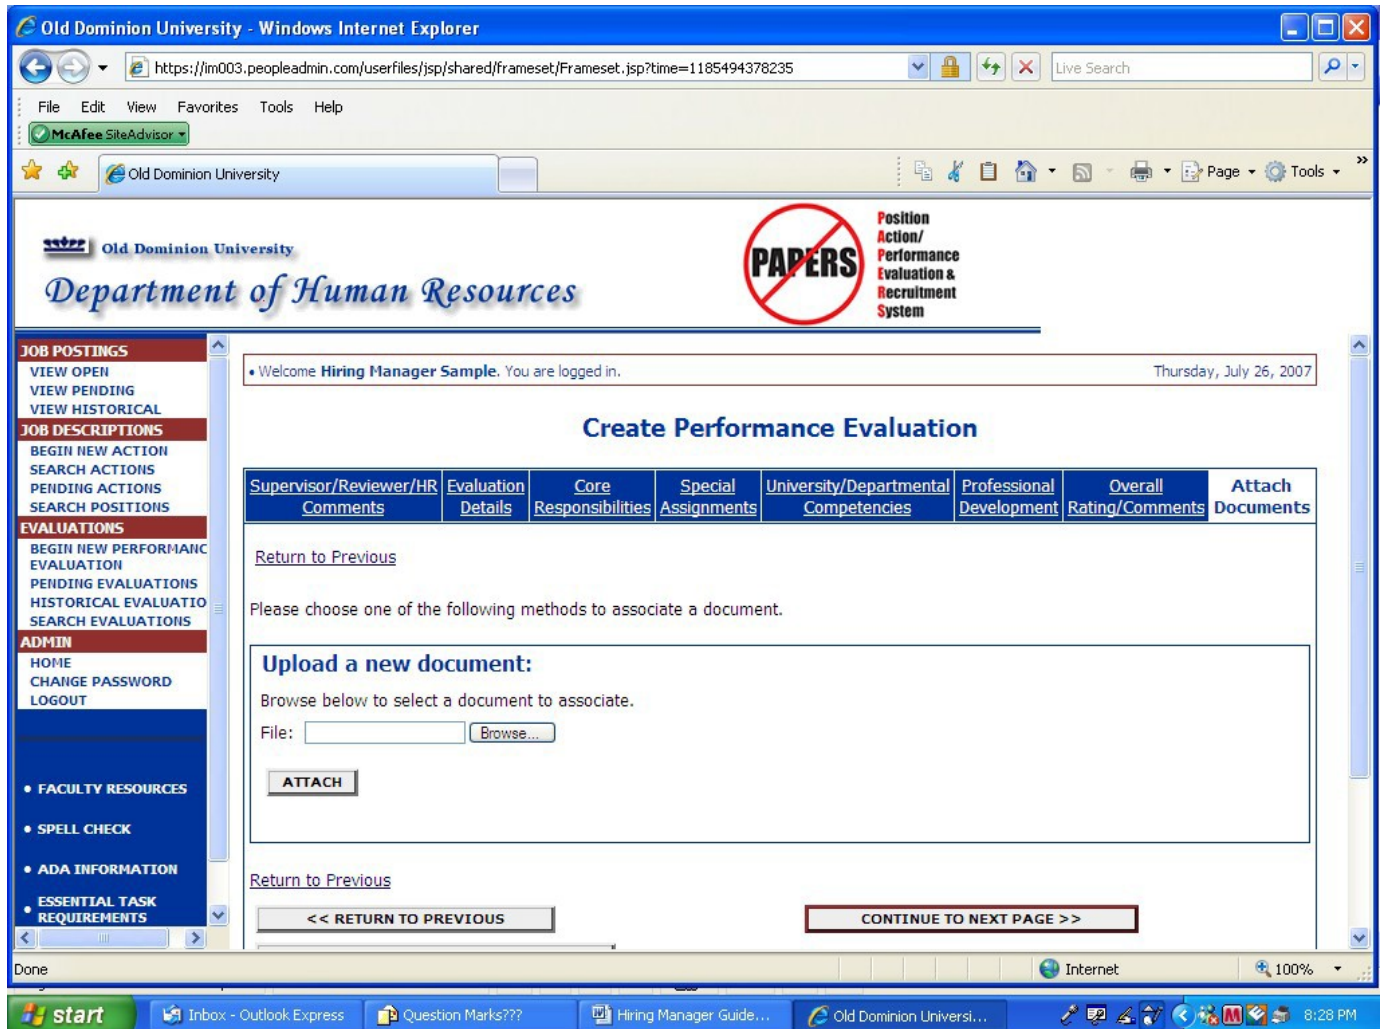 Old Dominion University - Windows Internet Explorer
https://im003.peopleadmin.com/userfiles/jsp/shared/frameset/Frameset.jsp?time=1185494378235
Live Search
File Edit View Favorites Tools Help
McAfee SiteAdvisor
Old Dominion University
Page Tools »
Old Dominion University
Department of Human Resources
PAPERS
Position
Action/
Performance
Evaluation &
Recruitment
System
JOB POSTINGS
VIEW OPEN
VIEW PENDING
VIEW HISTORICAL
JOB DESCRIPTIONS
BEGIN NEW ACTION
SEARCH ACTIONS
PENDING ACTIONS
SEARCH POSITIONS
EVALUATIONS
BEGIN NEW PERFORMANC
EVALUATION
PENDING EVALUATIONS
HISTORICAL EVALUATIO
SEARCH EVALUATIONS
ADMIN
HOME
CHANGE PASSWORD
LOGOUT
• FACULTY RESOURCES
• SPELL CHECK
• ADA INFORMATION
• ESSENTIAL TASK
REQUIREMENTS
• Welcome Hiring Manager Sample. You are logged in.
Thursday, July 26, 2007
Create Performance Evaluation
Supervisor/Reviewer/HR
Comments
Evaluation
Details
Core
Responsibilities
Special
Assignments
University/Departmental
Competencies
Professional
Development
Overall
Rating/Comments
Attach
Documents
Return to Previous
Please choose one of the following methods to associate a document.
Upload a new document:
Browse below to select a document to associate.
File: Browse...
ATTACH
Return to Previous
<< RETURN TO PREVIOUS
CONTINUE TO NEXT PAGE >>
Done
Internet
100%
start
Inbox - Outlook Express
Question Marks???
Hiring Manager Guide...
Old Dominion Universi...
8:28 PM